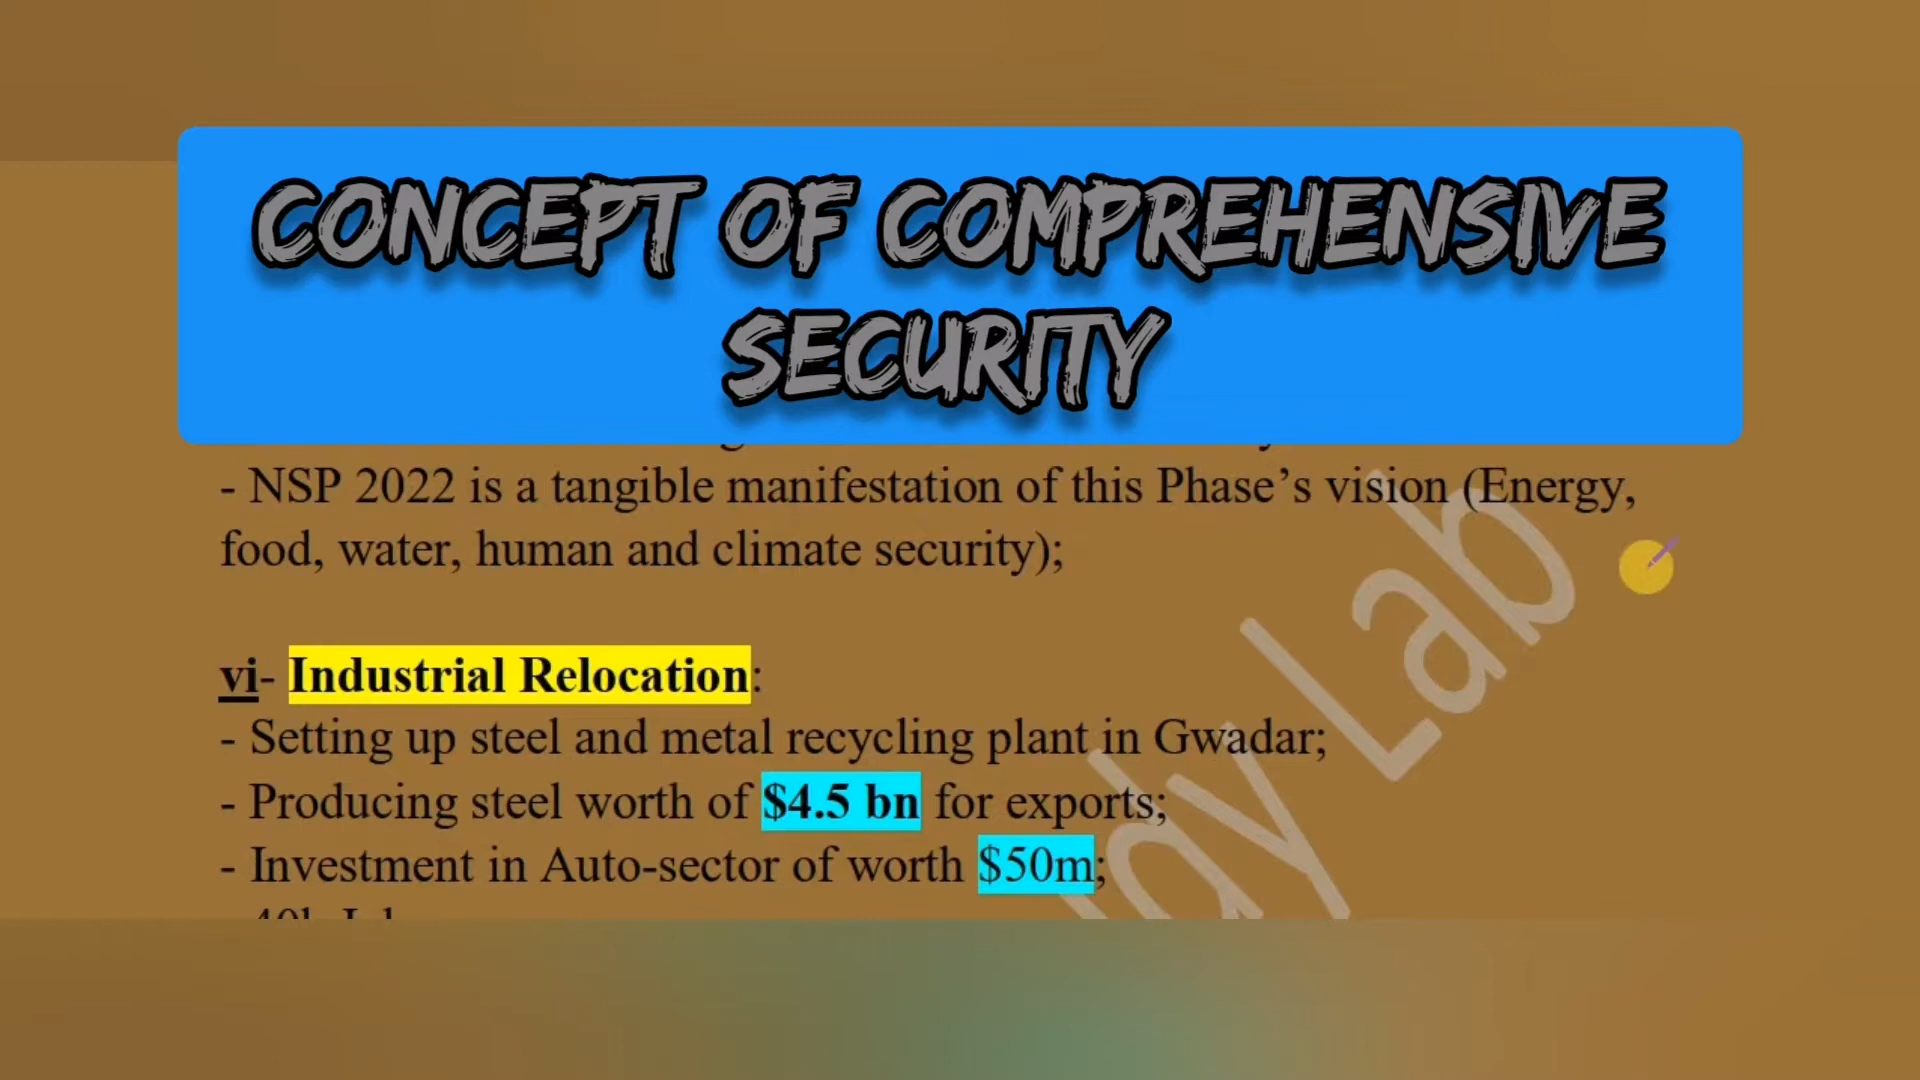 CONCEPT OF COMPREHENSIVE
SECURITY
- NSP 2022 is a tangible manifestation of this Phase’s vision (Energy,
food, water, human and climate security);
vi- Industrial Relocation:
- Setting up steel and metal recycling plant in Gwadar;
- Producing steel worth of $4.5 bn for exports;
- Investment in Auto-sector of worth $50m;
Lab